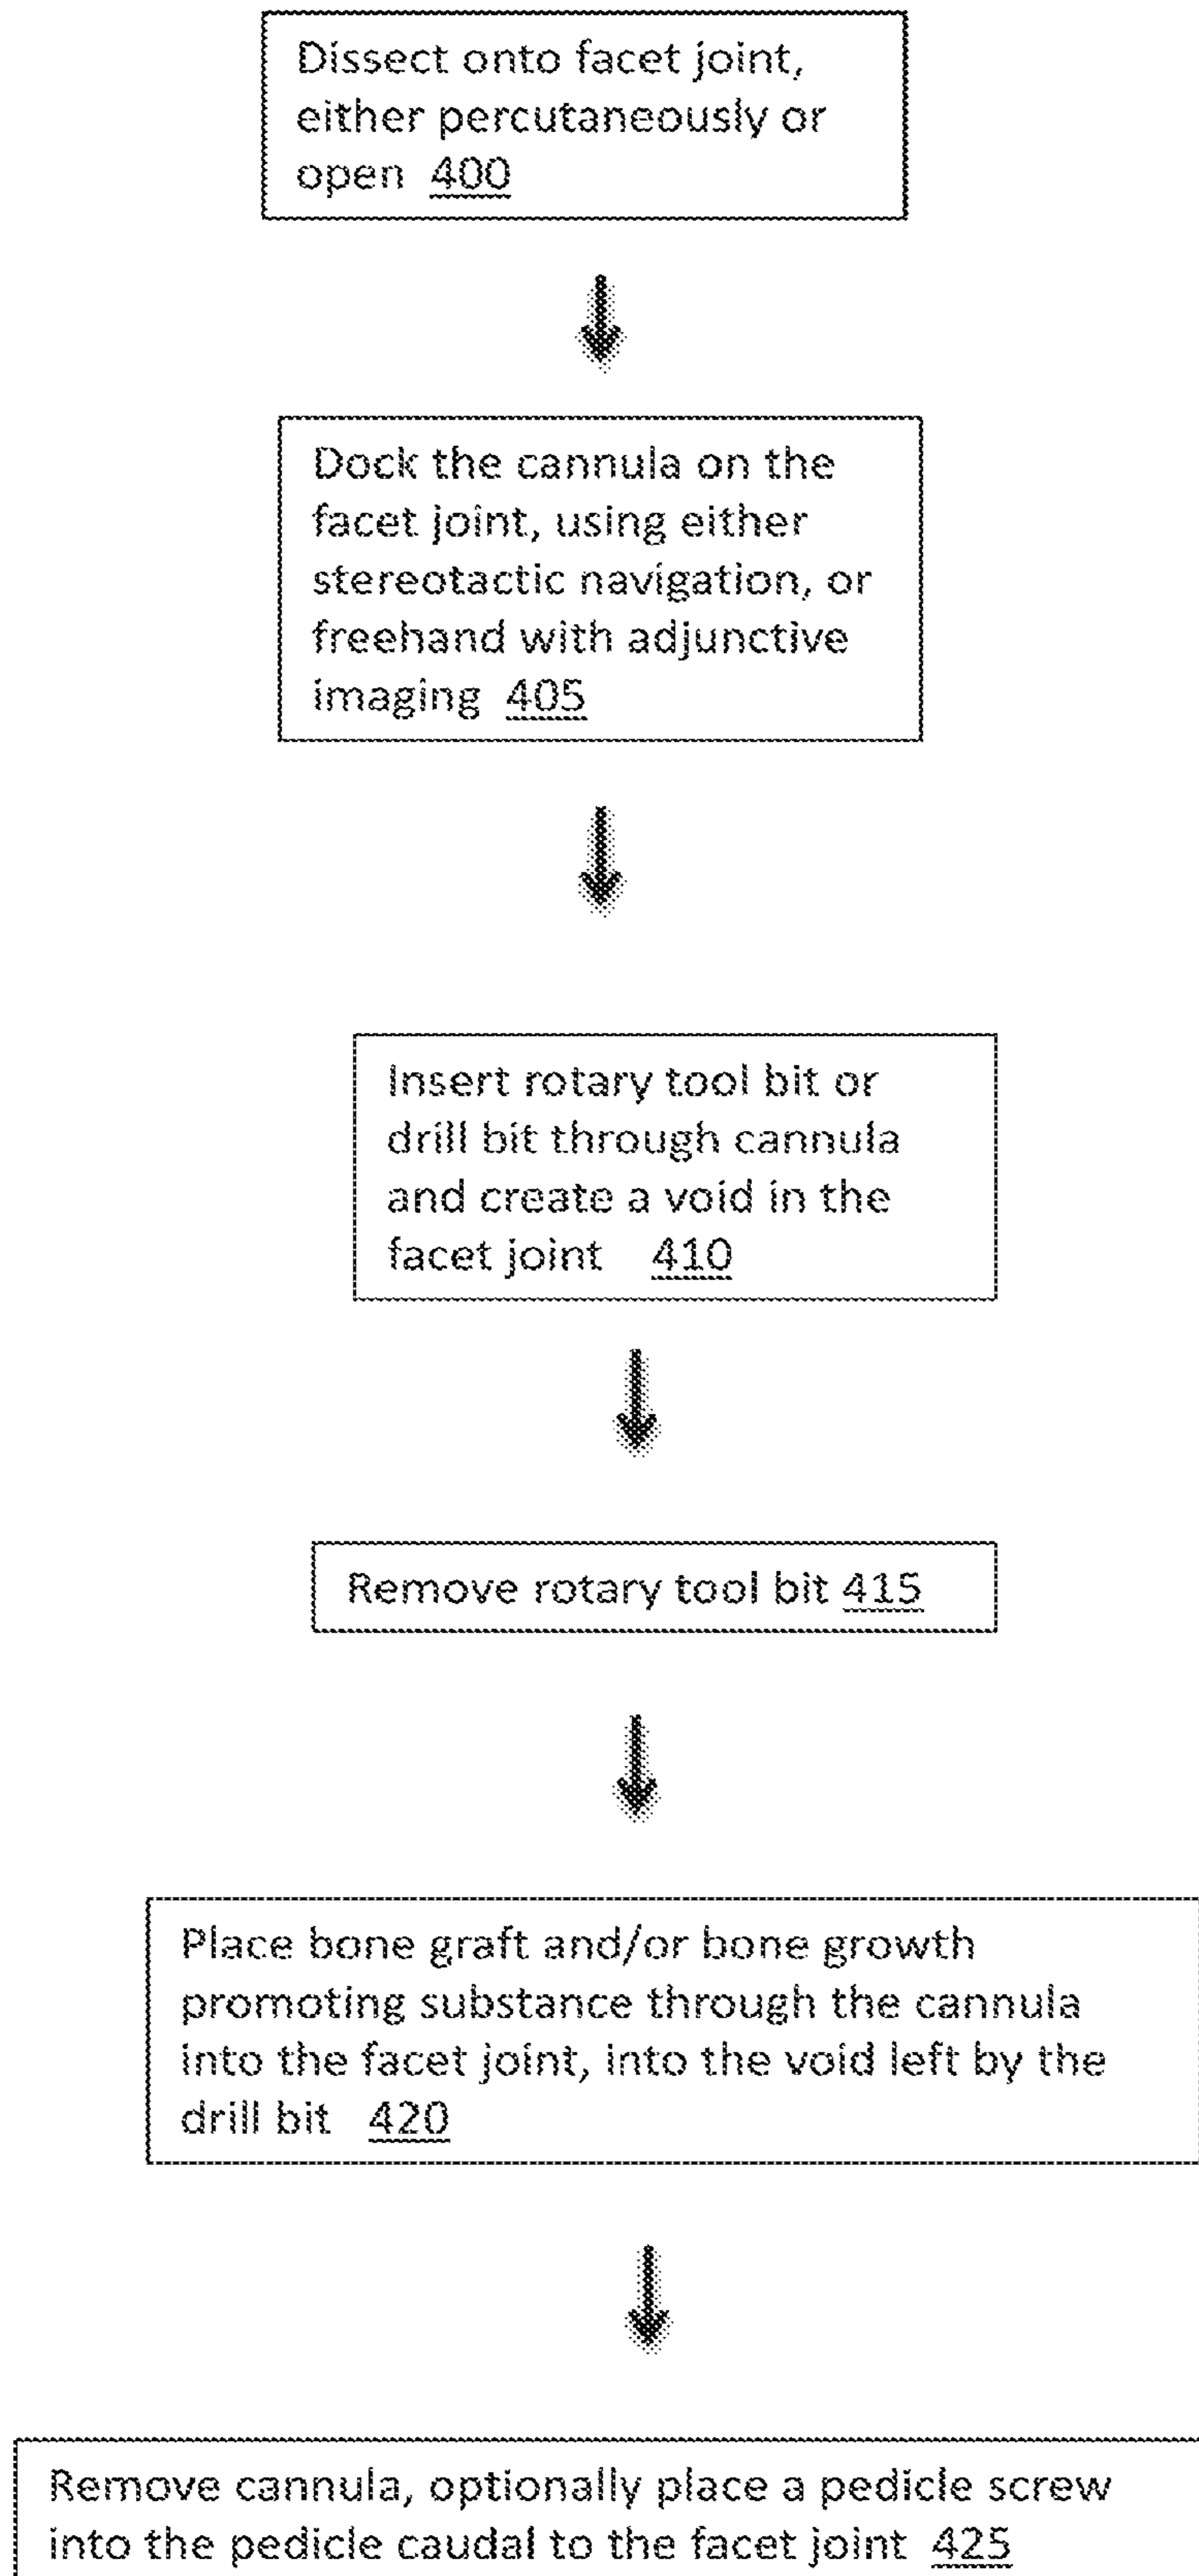 Dissect onto facet joint,
either percutaneously or
open 400
Dock the cannula on the
facet joint, using either
stereotactic navigation, or
freehand with adjunctive
imaging 405
Insert rotary tool bit or
drill bit through cannula
and create a void in the
facet joint 410
Remove rotary tool bit 415
Place bone graft and/or bone growth
promoting substance through the cannula
into the facet joint, into the void left by the
drill bit 420
Remove cannula, optionally place a pedicle screw
into the pedicle caudal to the facet joint 425